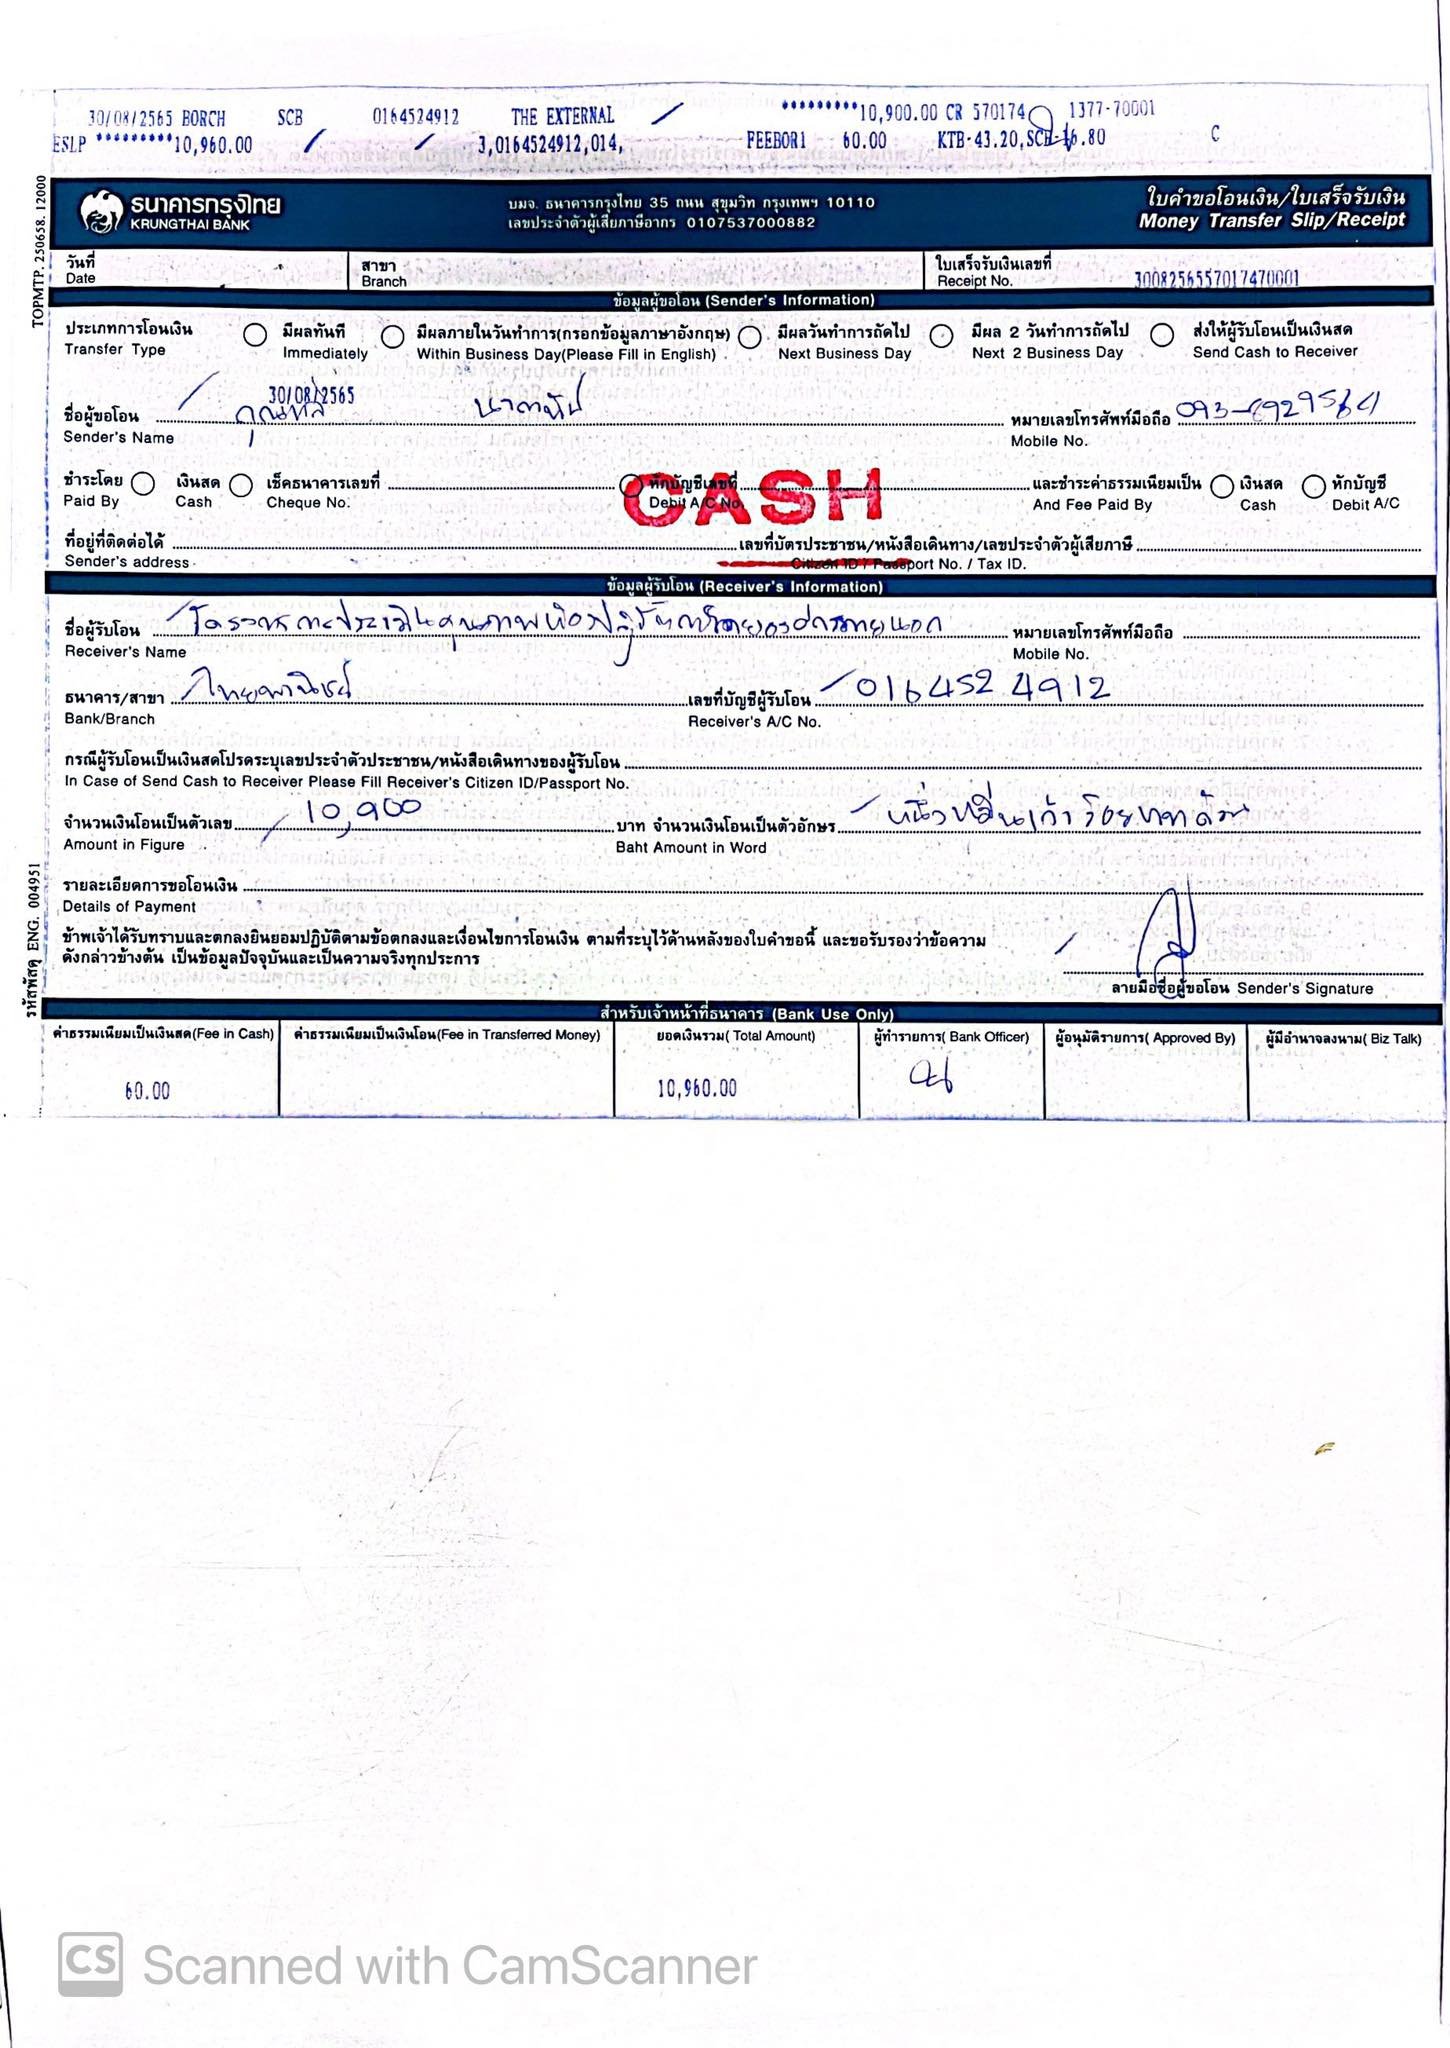 30/08/2565 BORCH SCB 0164524912 THE EXTERNAL *********10,900.00 CR 570174 1377-70001
ESLP *********10,960.00 3,0164524912,014, FEEBOR1 60.00 KTB-43.20,SCB-16.80 C
TOPMTP. 250658. 12000
ธนาคารกรุงไทย
KRUNGTHAI BANK
บมจ. ธนาคารกรุงไทย 35 ถนน สุขุมวิท กรุงเทพฯ 10110
เลขประจำตัวผู้เสียภาษีอากร 0107537000882
ใบคำขอโอนเงิน/ใบเสร็จรับเงิน
Money Transfer Slip/Receipt
วันที่ สาขา ใบเสร็จรับเงินเลขที่
Date Branch Receipt No. 3008256557017470001
ข้อมูลผู้ขอโอน (Sender's Information)
ประเภทการโอนเงิน มีผลทันที มีผลภายในวันทำการ(กรอกข้อมูลภาษาอังกฤษ) มีผลวันทำการถัดไป มีผล 2 วันทำการถัดไป ส่งให้ผู้รับโอนเป็นเงินสด
Transfer Type Immediately Within Business Day(Please Fill in English) Next Business Day Next 2 Business Day Send Cash to Receiver
30/08/2565
ชื่อผู้ขอโอน หมายเลขโทรศัพท์มือถือ
Sender's Name Mobile No.
ชำระโดย เงินสด เช็คธนาคารเลขที่ หักบัญชีเลขที่ และชำระค่าธรรมเนียมเป็น เงินสด หักบัญชี
Paid By Cash Cheque No. Debit A/C No. And Fee Paid By Cash Debit A/C
CASH
ที่อยู่ที่ติดต่อได้ เลขที่บัตรประชาชน/หนังสือเดินทาง/เลขประจำตัวผู้เสียภาษี
Sender's address Citizen ID / Passport No. / Tax ID.
ข้อมูลผู้รับโอน (Receiver's Information)
ชื่อผู้รับโอน โครงการประเมินคุณภาพห้องปฏิบัติการโดยองค์กรภายนอก หมายเลขโทรศัพท์มือถือ
Receiver's Name Mobile No.
ธนาคาร/สาขา ไทยพาณิชย์ เลขที่บัญชีผู้รับโอน 016452 4912
Bank/Branch Receiver's A/C No.
กรณีผู้รับโอนเป็นเงินสดโปรดระบุเลขประจำตัวประชาชน/หนังสือเดินทางของผู้รับโอน
In Case of Send Cash to Receiver Please Fill Receiver's Citizen ID/Passport No.
จำนวนเงินโอนเป็นตัวเลข 10,900 บาท จำนวนเงินโอนเป็นตัวอักษร หนึ่งหมื่นเก้าร้อยบาทถ้วน
Amount in Figure Baht Amount in Word
รายละเอียดการขอโอนเงิน
Details of Payment
ข้าพเจ้าได้รับทราบและตกลงยินยอมปฏิบัติตามข้อตกลงและเงื่อนไขการโอนเงิน ตามที่ระบุไว้ด้านหลังของใบคำขอนี้ และขอรับรองว่าข้อความ
ดังกล่าวข้างต้น เป็นข้อมูลปัจจุบันและเป็นความจริงทุกประการ
ลายมือชื่อผู้ขอโอน Sender's Signature
รหัสพัสดุ ENG. 004951
สำหรับเจ้าหน้าที่ธนาคาร (Bank Use Only)
ค่าธรรมเนียมเป็นเงินสด(Fee in Cash) ค่าธรรมเนียมเป็นเงินโอน(Fee in Transferred Money) ยอดเงินรวม( Total Amount) ผู้ทำรายการ( Bank Officer) ผู้อนุมัติรายการ( Approved By) ผู้มีอำนาจลงนาม( Biz Talk)
60.00 10,960.00
CS Scanned with CamScanner